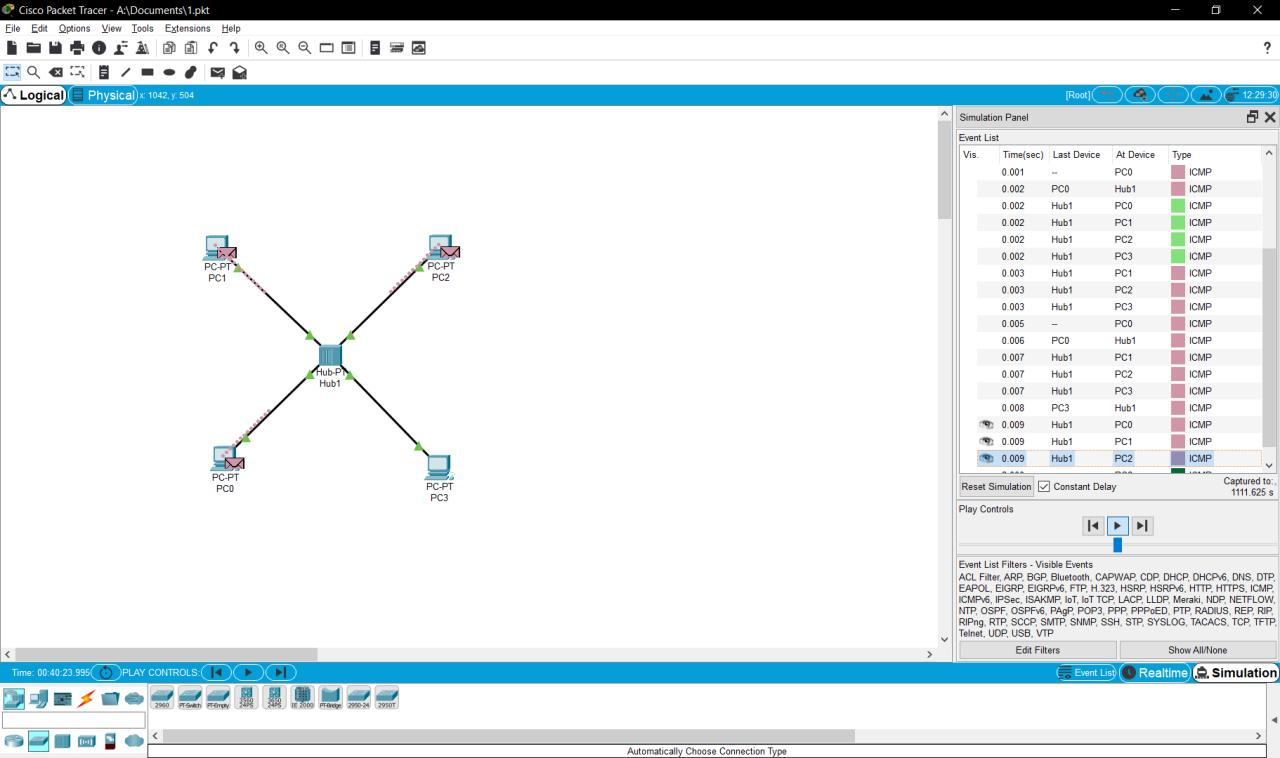 Cisco Packet Tracer - A:\Documents\1.pkt
File Edit Options View Tools Extensions Help
?
Logical Physical x: 1042, y: 504 [Root] 12:29:30
Simulation Panel
Event List
Vis. Time(sec) Last Device At Device Type
0.001 -- PC0 ICMP
0.002 PC0 Hub1 ICMP
0.002 Hub1 PC0 ICMP
0.002 Hub1 PC1 ICMP
0.002 Hub1 PC2 ICMP
0.002 Hub1 PC3 ICMP
0.003 Hub1 PC1 ICMP
0.003 Hub1 PC2 ICMP
0.003 Hub1 PC3 ICMP
0.005 -- PC0 ICMP
0.006 PC0 Hub1 ICMP
0.007 Hub1 PC1 ICMP
0.007 Hub1 PC2 ICMP
0.007 Hub1 PC3 ICMP
0.008 PC3 Hub1 ICMP
0.009 Hub1 PC0 ICMP
0.009 Hub1 PC1 ICMP
0.009 Hub1 PC2 ICMP
Reset Simulation Constant Delay Captured to:
1111.625 s
Play Controls
Event List Filters - Visible Events
ACL Filter, ARP, BGP, Bluetooth, CAPWAP, CDP, DHCP, DHCPv6, DNS, DTP,
EAPOL, EIGRP, EIGRPv6, FTP, H.323, HSRP, HSRPv6, HTTP, HTTPS, ICMP,
ICMPv6, IPSec, ISAKMP, IoT, IoT TCP, LACP, LLDP, Meraki, NDP, NETFLOW,
NTP, OSPF, OSPFv6, PAgP, POP3, PPP, PPPoED, PTP, RADIUS, REP, RIP,
RIPng, RTP, SCCP, SMTP, SNMP, SSH, STP, SYSLOG, TACACS, TCP, TFTP,
Telnet, UDP, USB, VTP
Edit Filters Show All/None
PC-PT
PC1
PC-PT
PC2
Hub-PT
Hub1
PC-PT
PC0
PC-PT
PC3
Time: 00:40:23.995 PLAY CONTROLS: Event List Realtime Simulation
2960 PT-Switch PT-Empty 3560 24PS 3650 24PS IE 2000 PT-Bridge 2950-24 2950T
Automatically Choose Connection Type